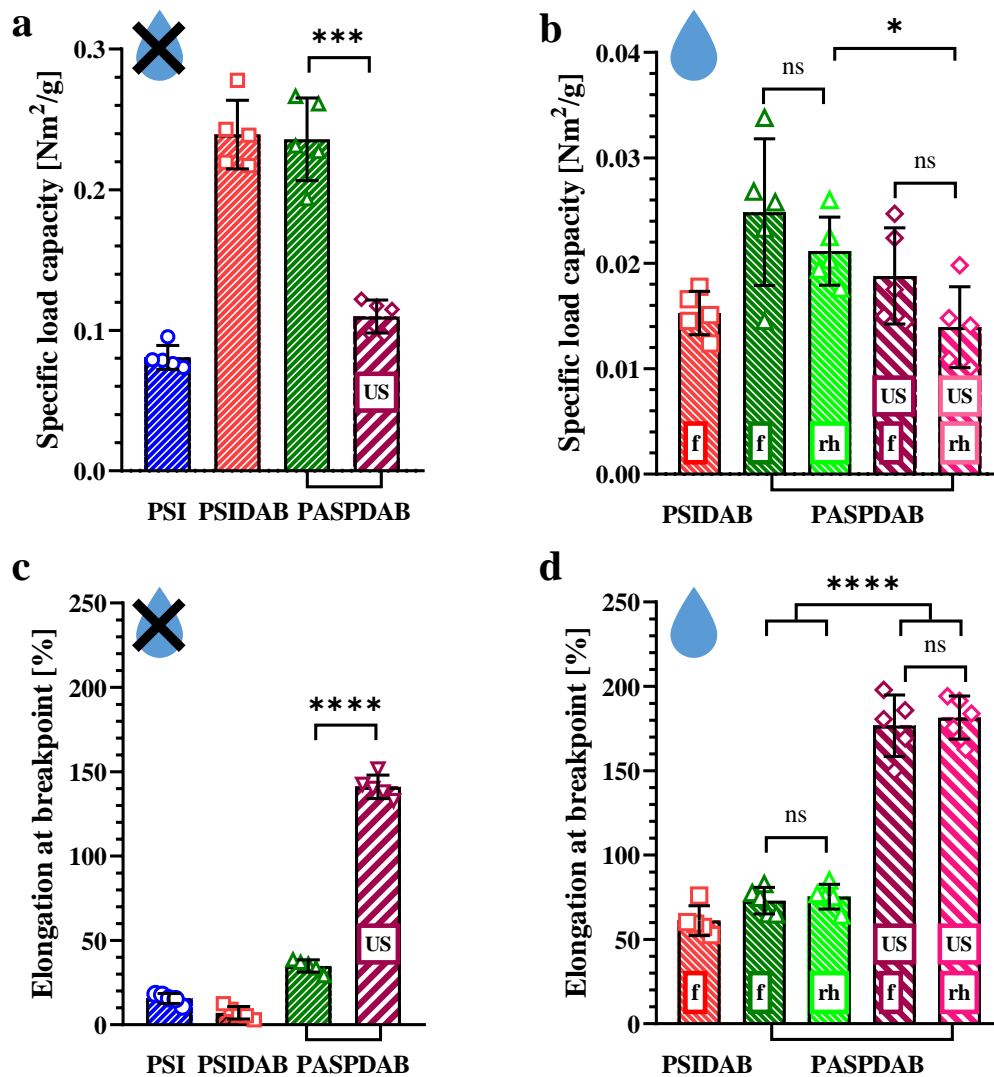 a
Specific load capacity [Nm²/g]
0.3
0.2
0.1
0.0
***
US
PSI PSIDAB PASPDAB
b
Specific load capacity [Nm²/g]
0.04
0.03
0.02
0.01
0.00
*
ns
ns
US US
f f rh f rh
PSIDAB PASPDAB
c
Elongation at breakpoint [%]
250
200
150
100
50
0
****
US
PSI PSIDAB PASPDAB
d
Elongation at breakpoint [%]
250
200
150
100
50
0
****
ns
ns
US US
f f rh f rh
PSIDAB PASPDAB